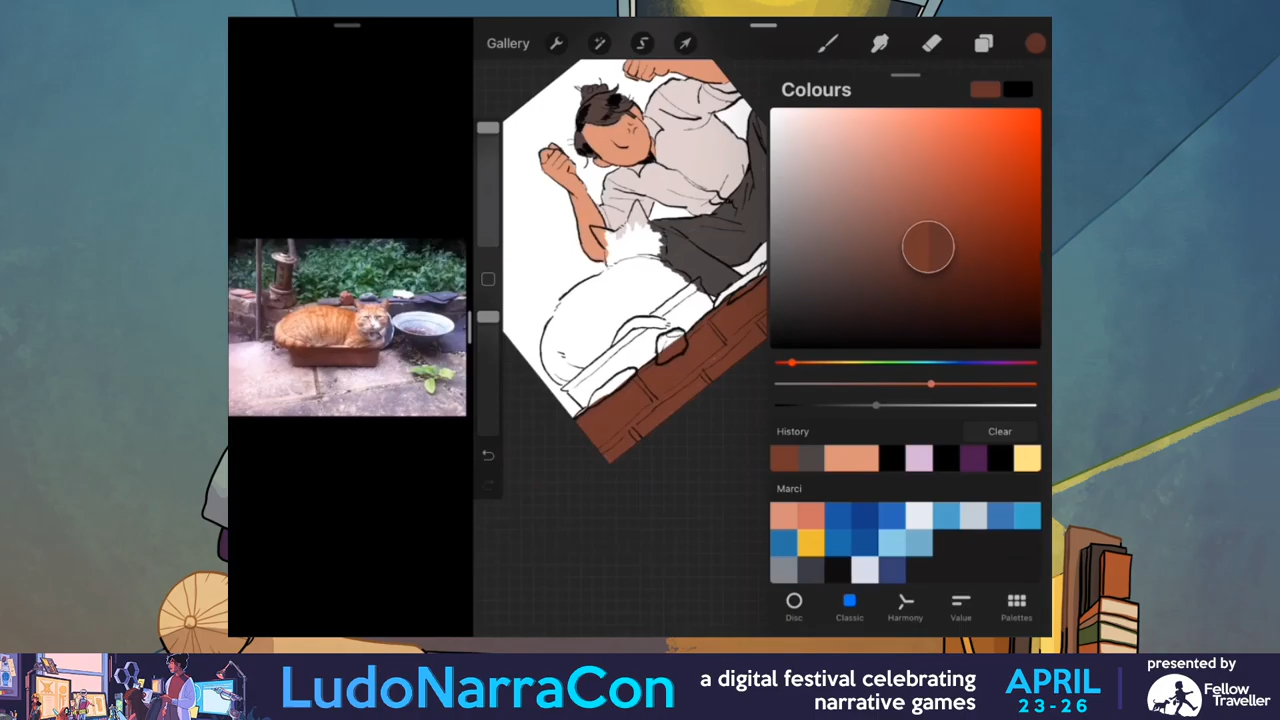 Gallery
Colours
History
Clear
Marci
Disc
Classic
Harmony
Value
Palettes
LudoNarraCon
a digital festival celebrating
narrative games
APRIL
23-26
presented by
Fellow
Traveller